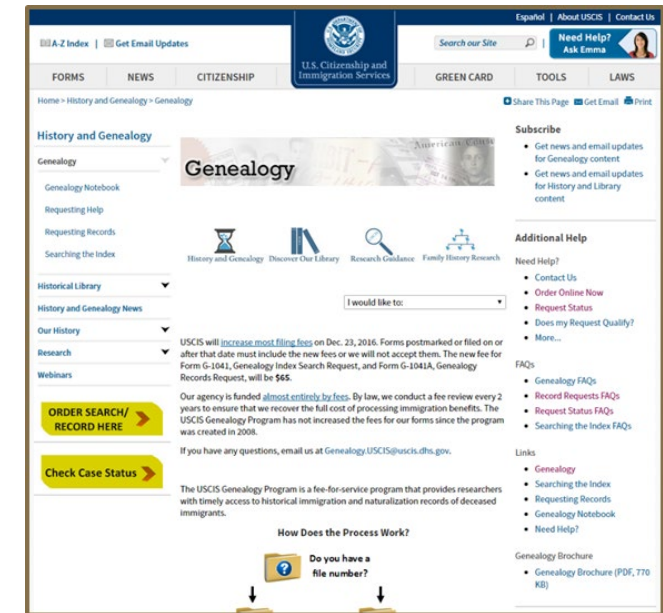 Español | About USCIS | Contact Us
A-Z Index | Get Email Updates
U.S. Citizenship and
Immigration Services
Search our Site
Need Help?
Ask Emma
FORMS NEWS CITIZENSHIP GREEN CARD TOOLS LAWS
Home > History and Genealogy > Genealogy
Share This Page Get Email Print
History and Genealogy
Genealogy
Genealogy Notebook
Requesting Help
Requesting Records
Searching the Index
Historical Library
History and Genealogy News
Our History
Research
Webinars
ORDER SEARCH/
RECORD HERE
Check Case Status
Genealogy
History and Genealogy Discover Our Library Research Guidance Family History Research
I would like to:
USCIS will increase most filing fees on Dec. 23, 2016. Forms postmarked or filed on or
after that date must include the new fees or we will not accept them. The new fee for
Form G-1041, Genealogy Index Search Request, and Form G-1041A, Genealogy
Records Request, will be $65.
Our agency is funded almost entirely by fees. By law, we conduct a fee review every 2
years to ensure that we recover the full cost of processing immigration benefits. The
USCIS Genealogy Program has not increased the fees for our forms since the program
was created in 2008.
If you have any questions, email us at Genealogy.USCIS@uscis.dhs.gov.
The USCIS Genealogy Program is a fee-for-service program that provides researchers
with timely access to historical immigration and naturalization records of deceased
immigrants.
How Does the Process Work?
Do you have a
file number?
Subscribe
Get news and email updates
for Genealogy content
Get news and email updates
for History and Library
content
Additional Help
Need Help?
Contact Us
Order Online Now
Request Status
Does my Request Qualify?
More...
FAQs
Genealogy FAQs
Record Requests FAQs
Request Status FAQs
Searching the Index FAQs
Links
Genealogy
Searching the Index
Requesting Records
Genealogy Notebook
Need Help?
Genealogy Brochure
Genealogy Brochure (PDF, 770
KB)